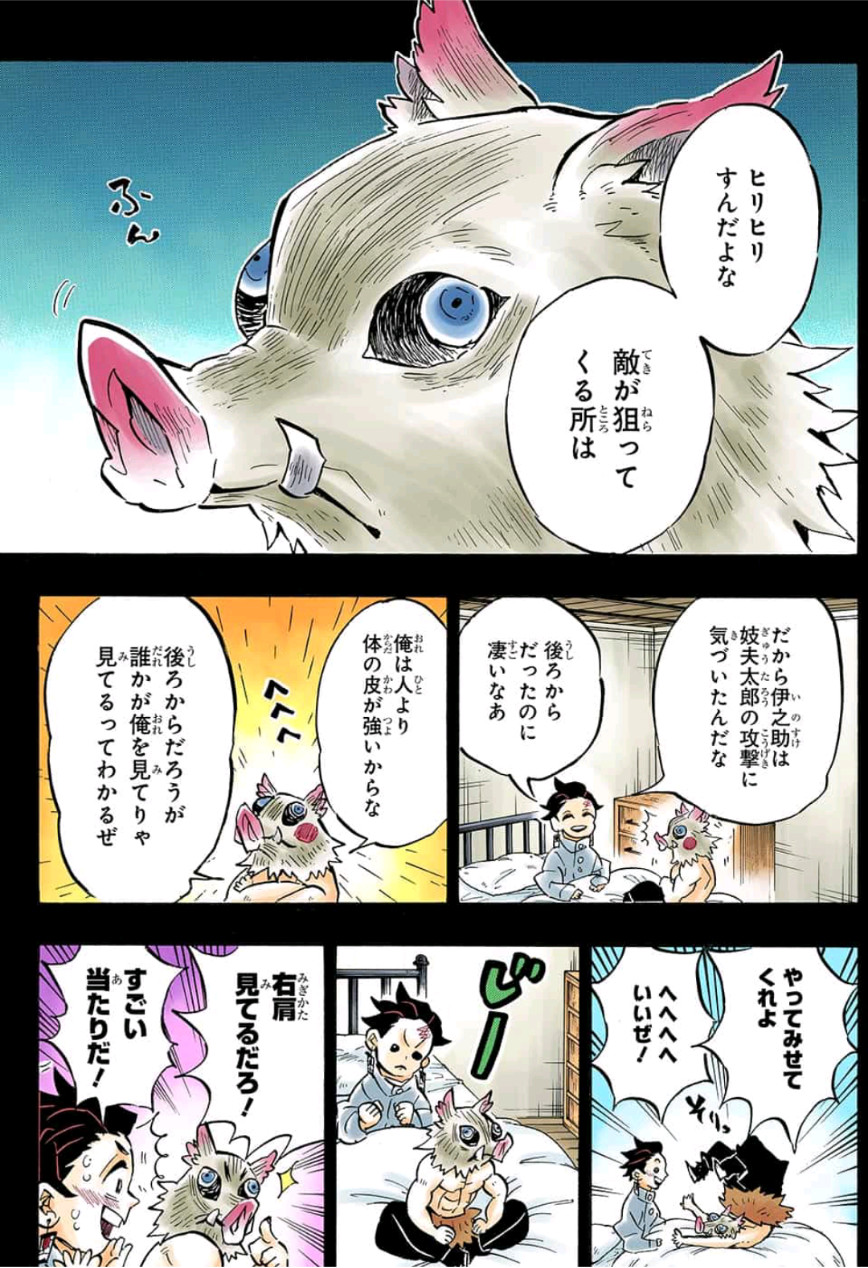 ヒリヒリ
すんだよな
敵が狙って
くる所は
ふん
だから伊之助は
妓夫太郎の攻撃に
気づいたんだな
後ろから
だったのに
凄いなあ
俺は人より
体の皮が強いからな
へへへ
後ろからだろうが
誰かが俺を見てりゃ
見てるってわかるぜ
やってみせて
くれよ
へへへへ
いいぜ!
そりっ
じー
右肩
見てるだろ!
すごい
当たりだ!